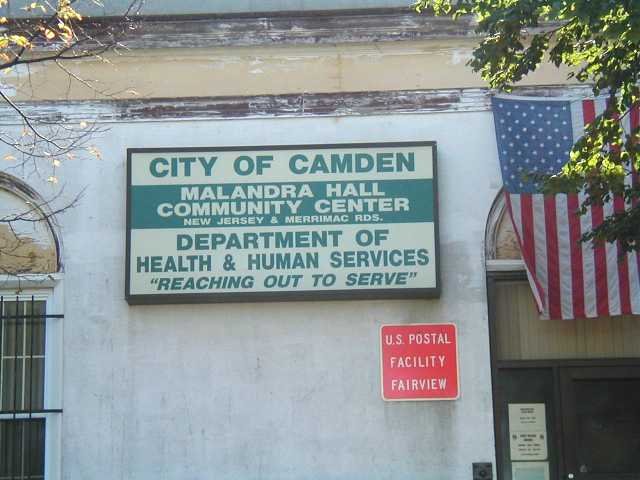 CITY OF CAMDEN
MALANDRA HALL
COMMUNITY CENTER
NEW JERSEY & MERRIMAC RDS.
DEPARTMENT OF
HEALTH & HUMAN SERVICES
"REACHING OUT TO SERVE"
U.S. POSTAL
FACILITY
FAIRVIEW